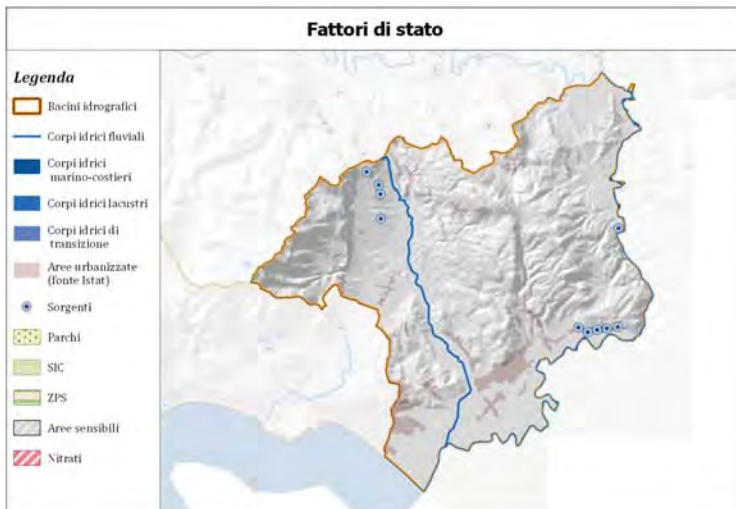 Fattori di stato
Legenda
Bacini idrografici
Corpi idrici fluviali
Corpi idrici
marino-costieri
Corpi idrici lacustri
Corpi idrici di
transizione
Aree urbanizzate
(fonte Istat)
Sorgenti
Parchi
SIC
ZPS
Aree sensibili
Nitrati